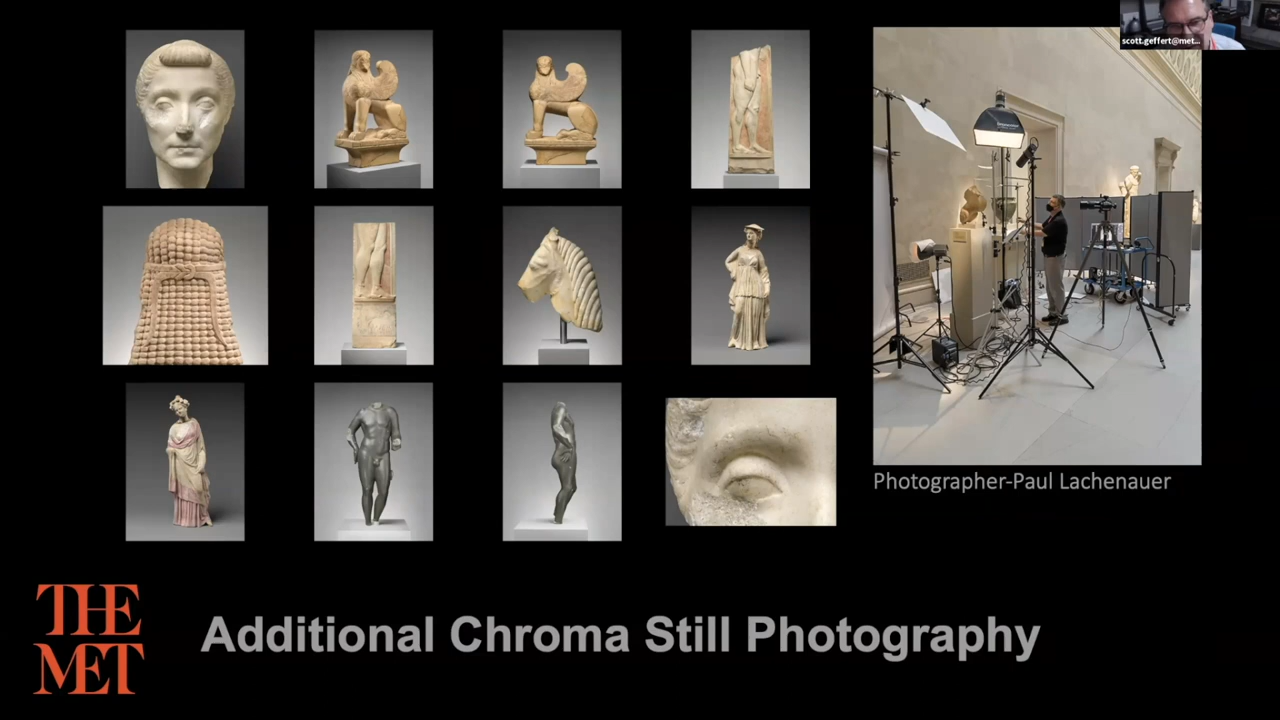 scott.geffert@met...
Photographer-Paul Lachenauer
THE
MET
Additional Chroma Still Photography